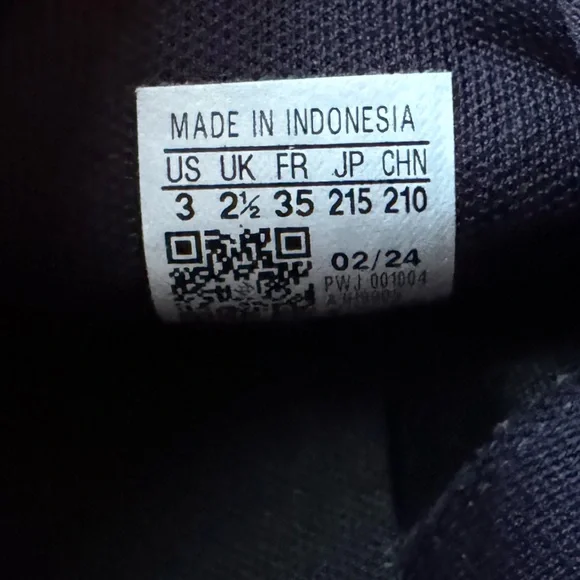 MADE IN INDONESIA
US UK FR JP CHN
3 2½ 35 215 210
02/24
PWJ 001004